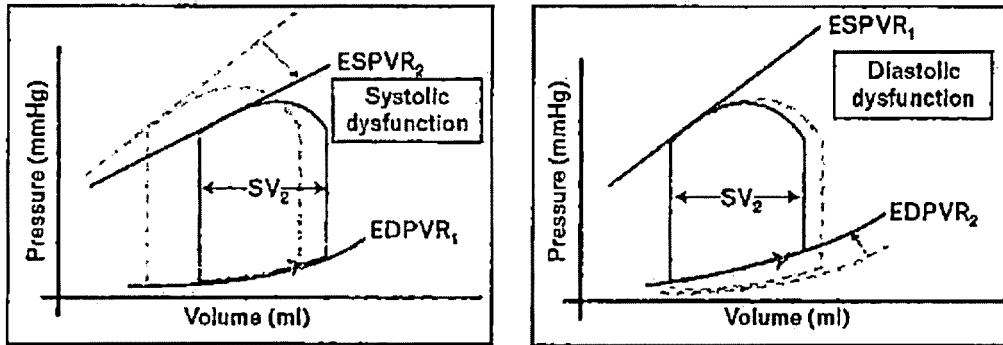 ESPVR₂
Systolic
dysfunction
Pressure (mmHg)
SV₂
EDPVR₁
Volume (ml)
ESPVR₁
Diastolic
dysfunction
Pressure (mmHg)
SV₂
EDPVR₂
Volume (ml)